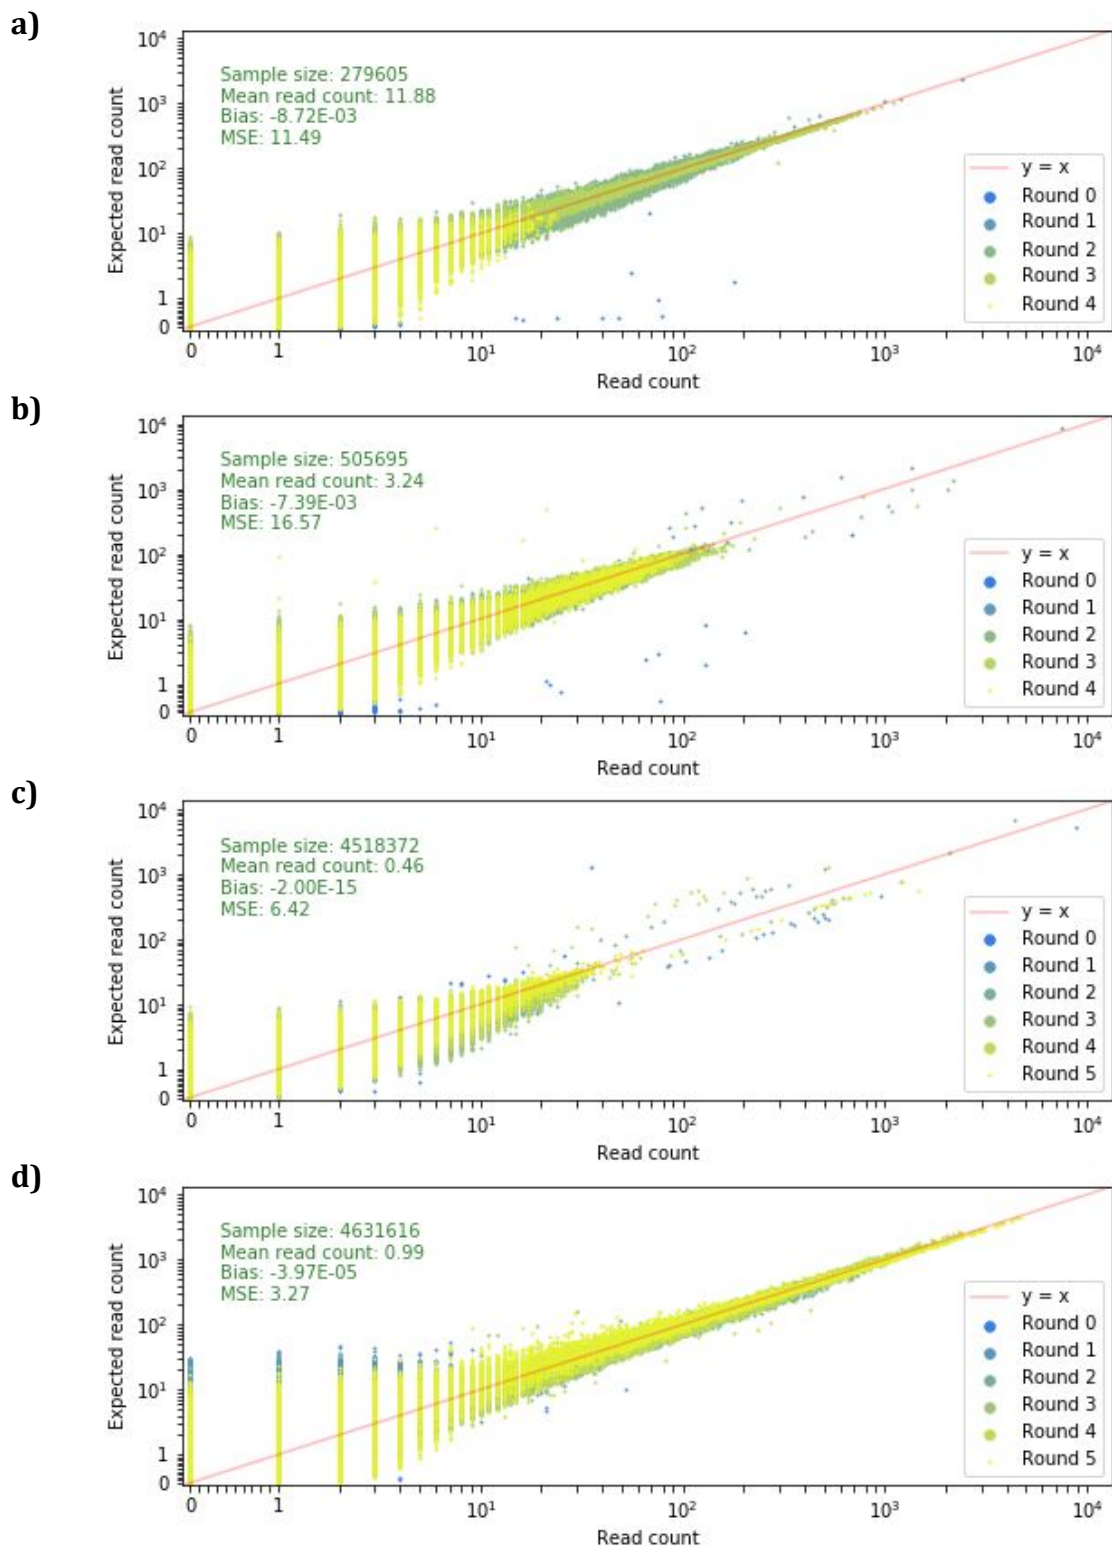 a)
10⁴
10³
10²
10¹
1
0
Expected read count
Sample size: 279605
Mean read count: 11.88
Bias: -8.72E-03
MSE: 11.49
y = x
Round 0
Round 1
Round 2
Round 3
Round 4
0 1 10¹ 10² 10³ 10⁴
Read count
b)
10⁴
10³
10²
10¹
1
0
Expected read count
Sample size: 505695
Mean read count: 3.24
Bias: -7.39E-03
MSE: 16.57
y = x
Round 0
Round 1
Round 2
Round 3
Round 4
0 1 10¹ 10² 10³ 10⁴
Read count
c)
10⁴
10³
10²
10¹
1
0
Expected read count
Sample size: 4518372
Mean read count: 0.46
Bias: -2.00E-15
MSE: 6.42
y = x
Round 0
Round 1
Round 2
Round 3
Round 4
Round 5
0 1 10¹ 10² 10³ 10⁴
Read count
d)
10⁴
10³
10²
10¹
1
0
Expected read count
Sample size: 4631616
Mean read count: 0.99
Bias: -3.97E-05
MSE: 3.27
y = x
Round 0
Round 1
Round 2
Round 3
Round 4
Round 5
0 1 10¹ 10² 10³ 10⁴
Read count